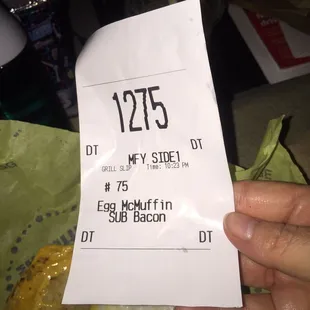 1275
DT DT
MFY SIDE1
GRILL SLIP Time: 10:23 PM
# 75
Egg McMuffin
SUB Bacon
DT DT